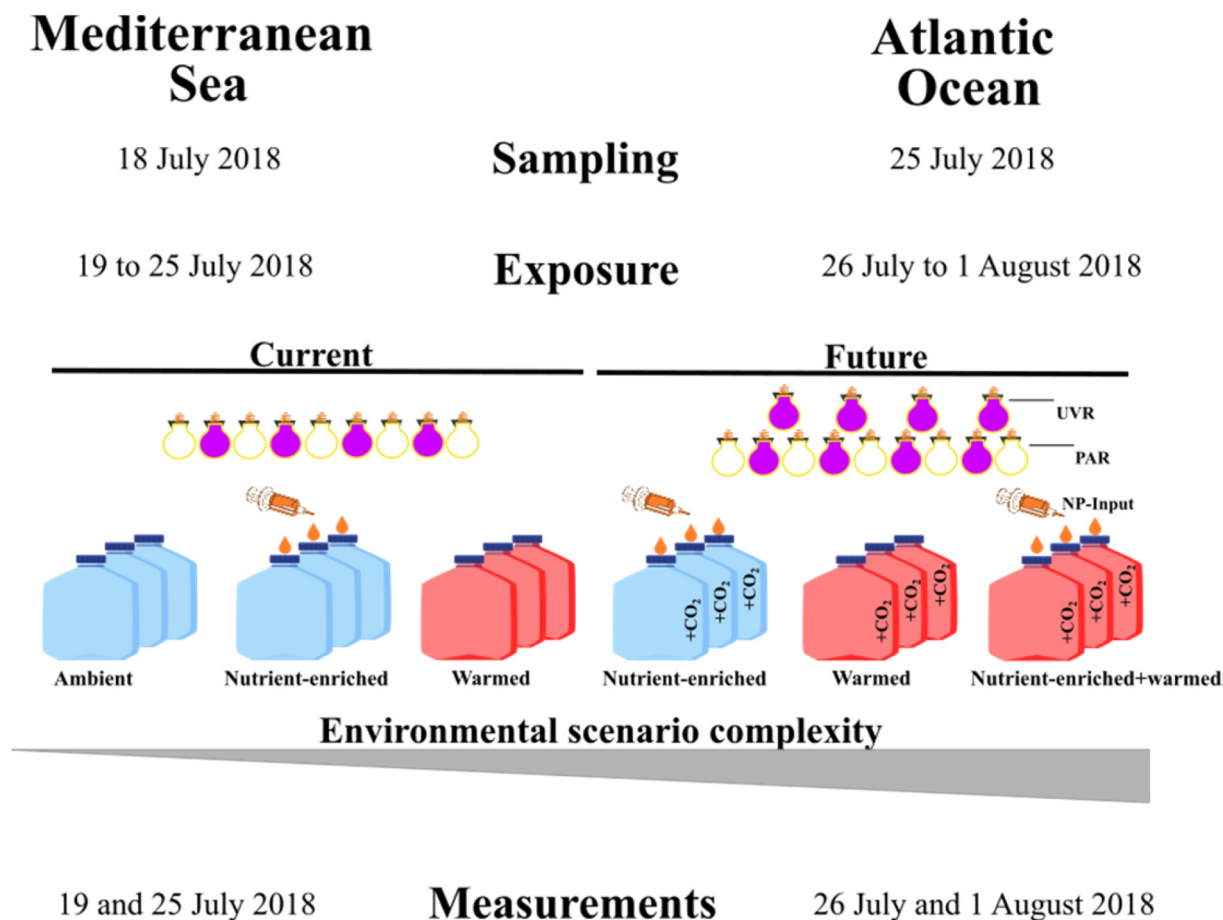 Mediterranean
Sea
Atlantic
Ocean
18 July 2018
Sampling
25 July 2018
19 to 25 July 2018
Exposure
26 July to 1 August 2018
Current
Future
UVR
PAR
NP-Input
+CO₂
+CO₂
+CO₂
+CO₂
+CO₂
+CO₂
+CO₂
+CO₂
+CO₂
Ambient
Nutrient-enriched
Warmed
Nutrient-enriched
Warmed
Nutrient-enriched+warmed
Environmental scenario complexity
19 and 25 July 2018
Measurements
26 July and 1 August 2018